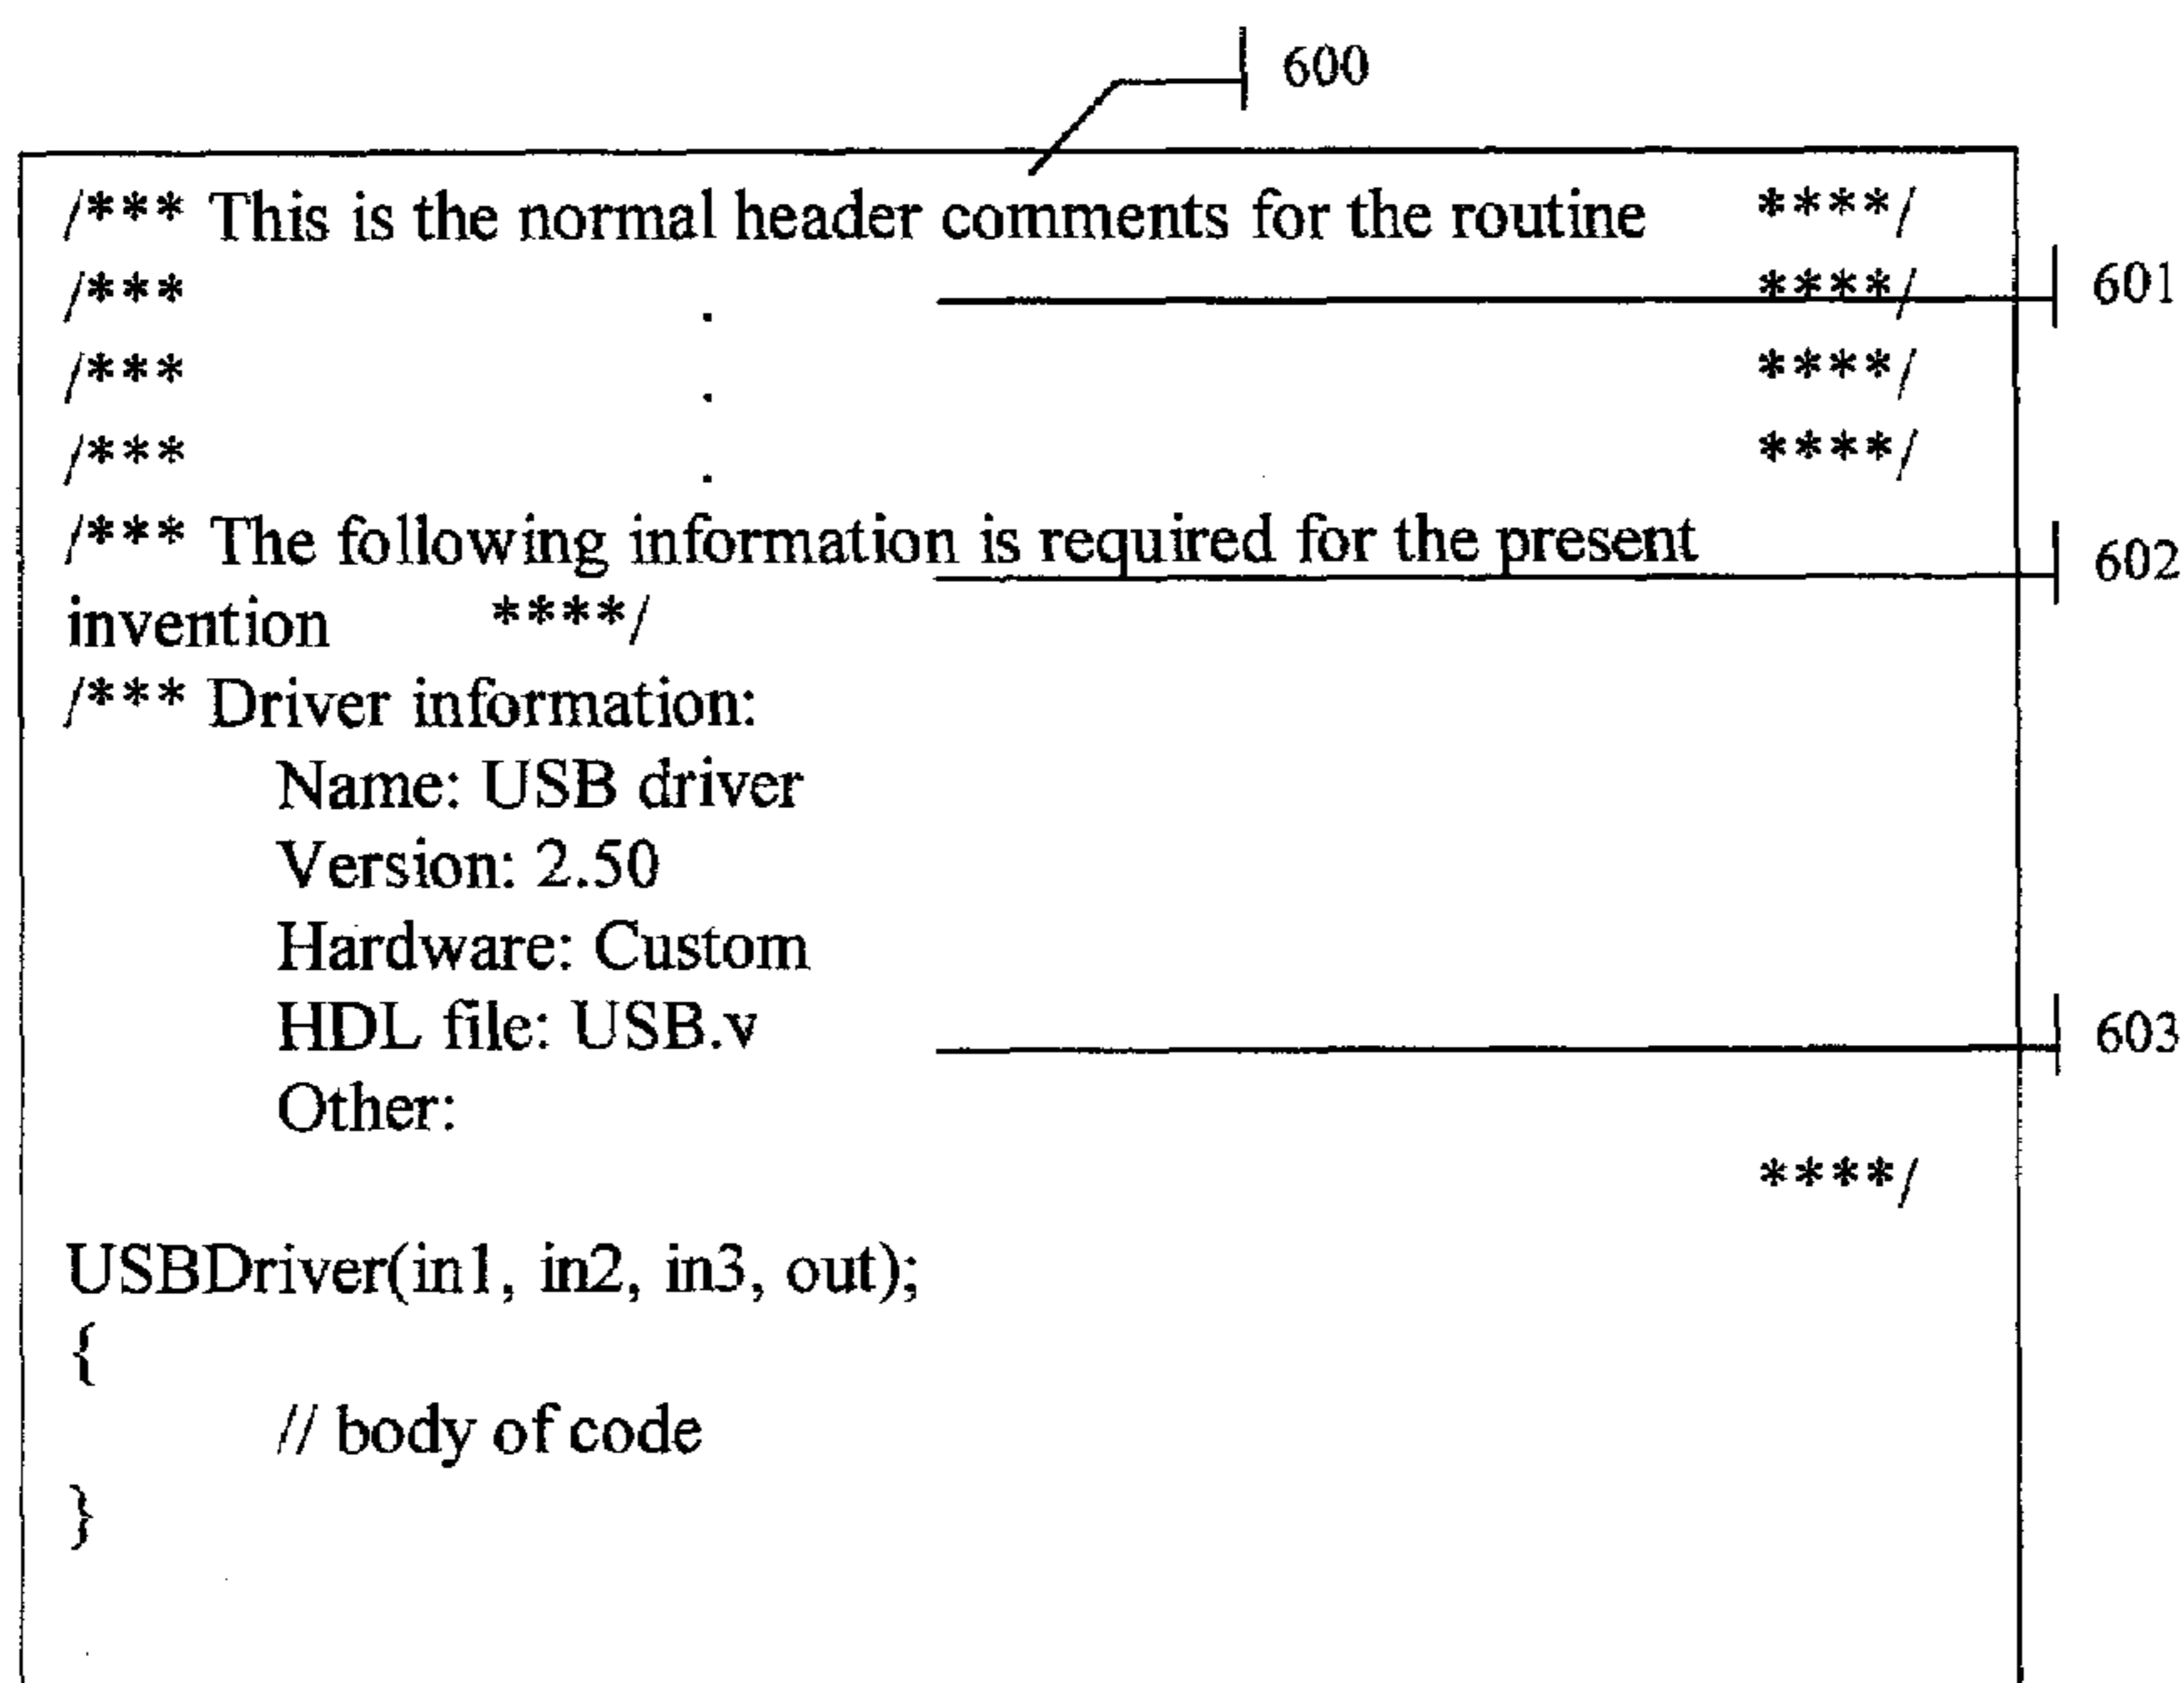 600
/*** This is the normal header comments for the routine ****/
/*** . ****/ 601
/*** . ****/
/*** . ****/
/*** The following information is required for the present 602
invention ****/
/*** Driver information:
Name: USB driver
Version: 2.50
Hardware: Custom
HDL file: USB.v 603
Other:
****/
USBDriver(in1, in2, in3, out);
{
// body of code
}